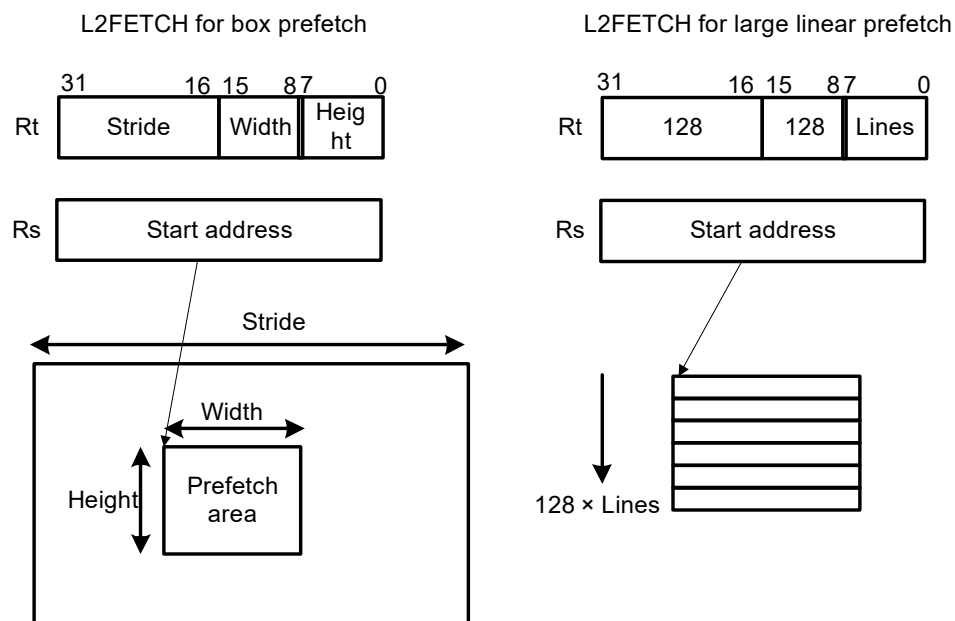 L2FETCH for box prefetch
31 16 15 8 7 0
Rt Stride Width Heig
ht
Rs Start address
Stride
Width
Height
Prefetch
area
L2FETCH for large linear prefetch
31 16 15 8 7 0
Rt 128 128 Lines
Rs Start address
128 × Lines